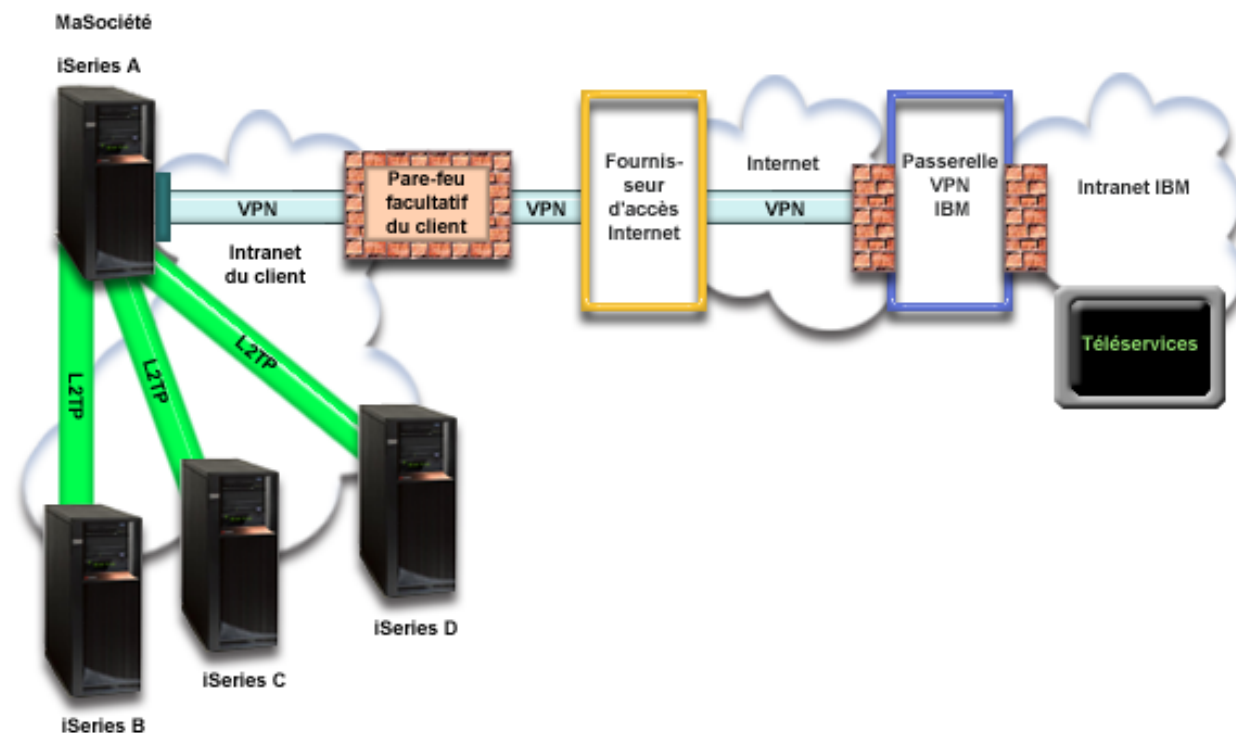 MaSociété
iSeries A
VPN
Intranet
du client
Pare-feu
facultatif
du client
VPN
Fournis-
seur
d'accès
Internet
Internet
VPN
Passerelle
VPN
IBM
Intranet IBM
Téléservices
L2TP
L2TP
L2TP
iSeries D
iSeries C
iSeries B